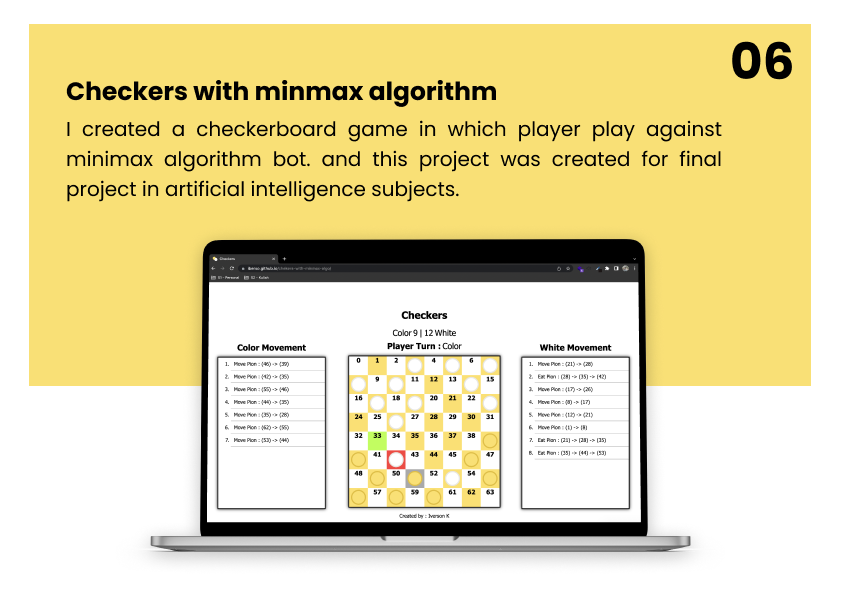 06
Checkers with minmax algorithm
I created a checkerboard game in which player play against
minimax algorithm bot. and this project was created for final
project in artificial intelligence subjects.
Checkers
Checkers
Color 9 | 12 White
Player Turn : Color
Color Movement
1. Move Pion : (46) -> (39)
2. Move Pion : (42) -> (35)
3. Move Pion : (55) -> (46)
4. Move Pion : (44) -> (35)
5. Move Pion : (35) -> (28)
6. Move Pion : (62) -> (55)
7. Move Pion : (53) -> (44)
0 1 2 4 6
9 12 13 15
16 18 20 21 22
24 25 27 28 29 30 31
32 33 34 35 36 37 38
41 43 44 45 47
48 50 52 54
57 59 61 62 63
White Movement
1. Move Pion : (21) -> (28)
2. Eat Pion : (28) -> (35) -> (42)
3. Move Pion : (17) -> (26)
4. Move Pion : (8) -> (17)
5. Move Pion : (12) -> (21)
6. Move Pion : (1) -> (8)
7. Eat Pion : (21) -> (28) -> (35)
8. Eat Pion : (35) -> (44) -> (53)
Created by : Iverson K